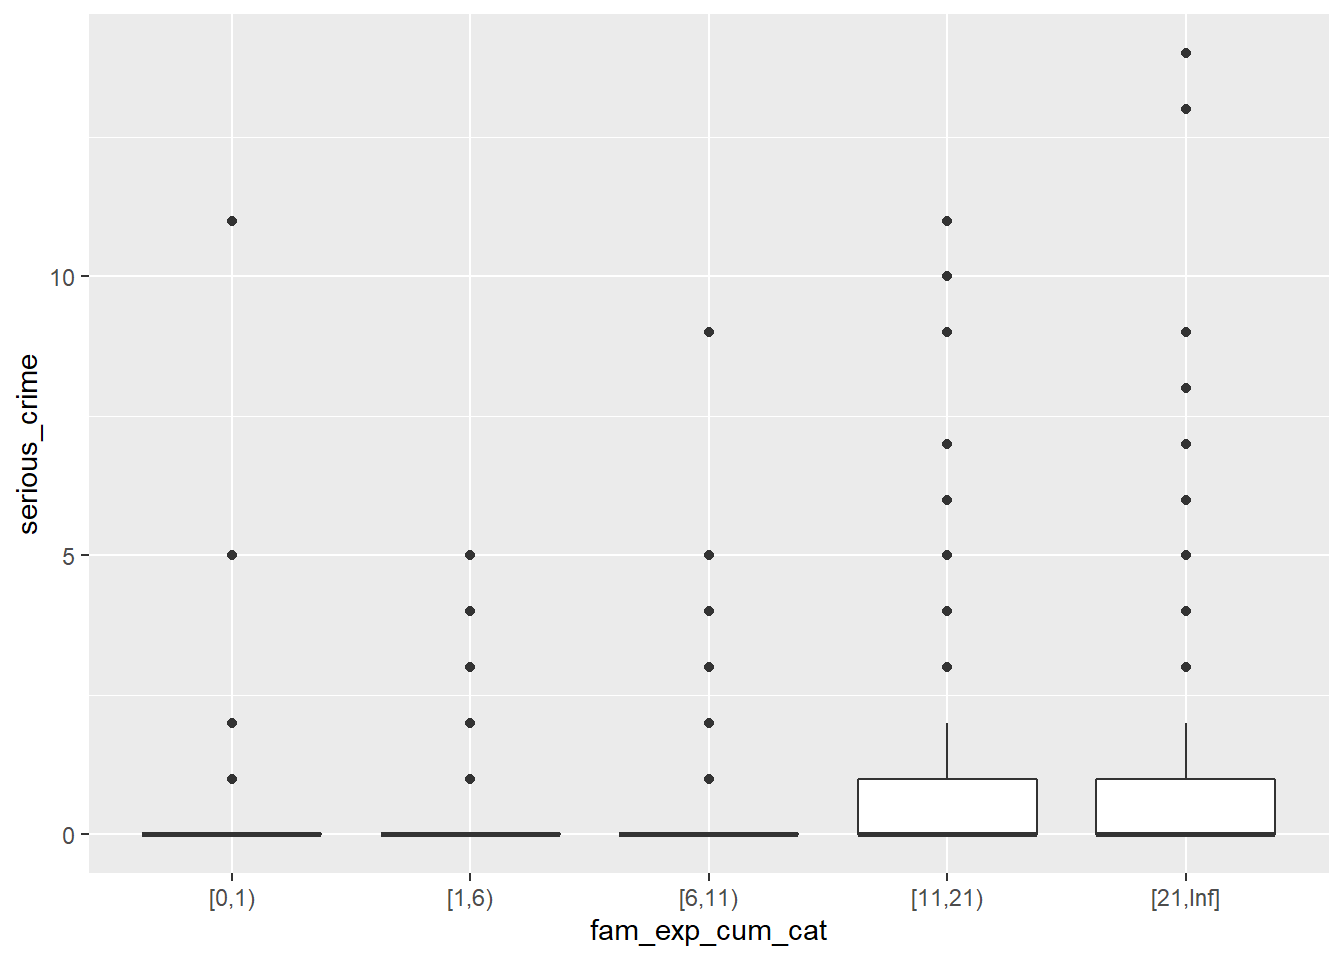 serious_crime
10
5
0
[0,1)
[1,6)
[6,11)
[11,21)
[21,Inf]
fam_exp_cum_cat